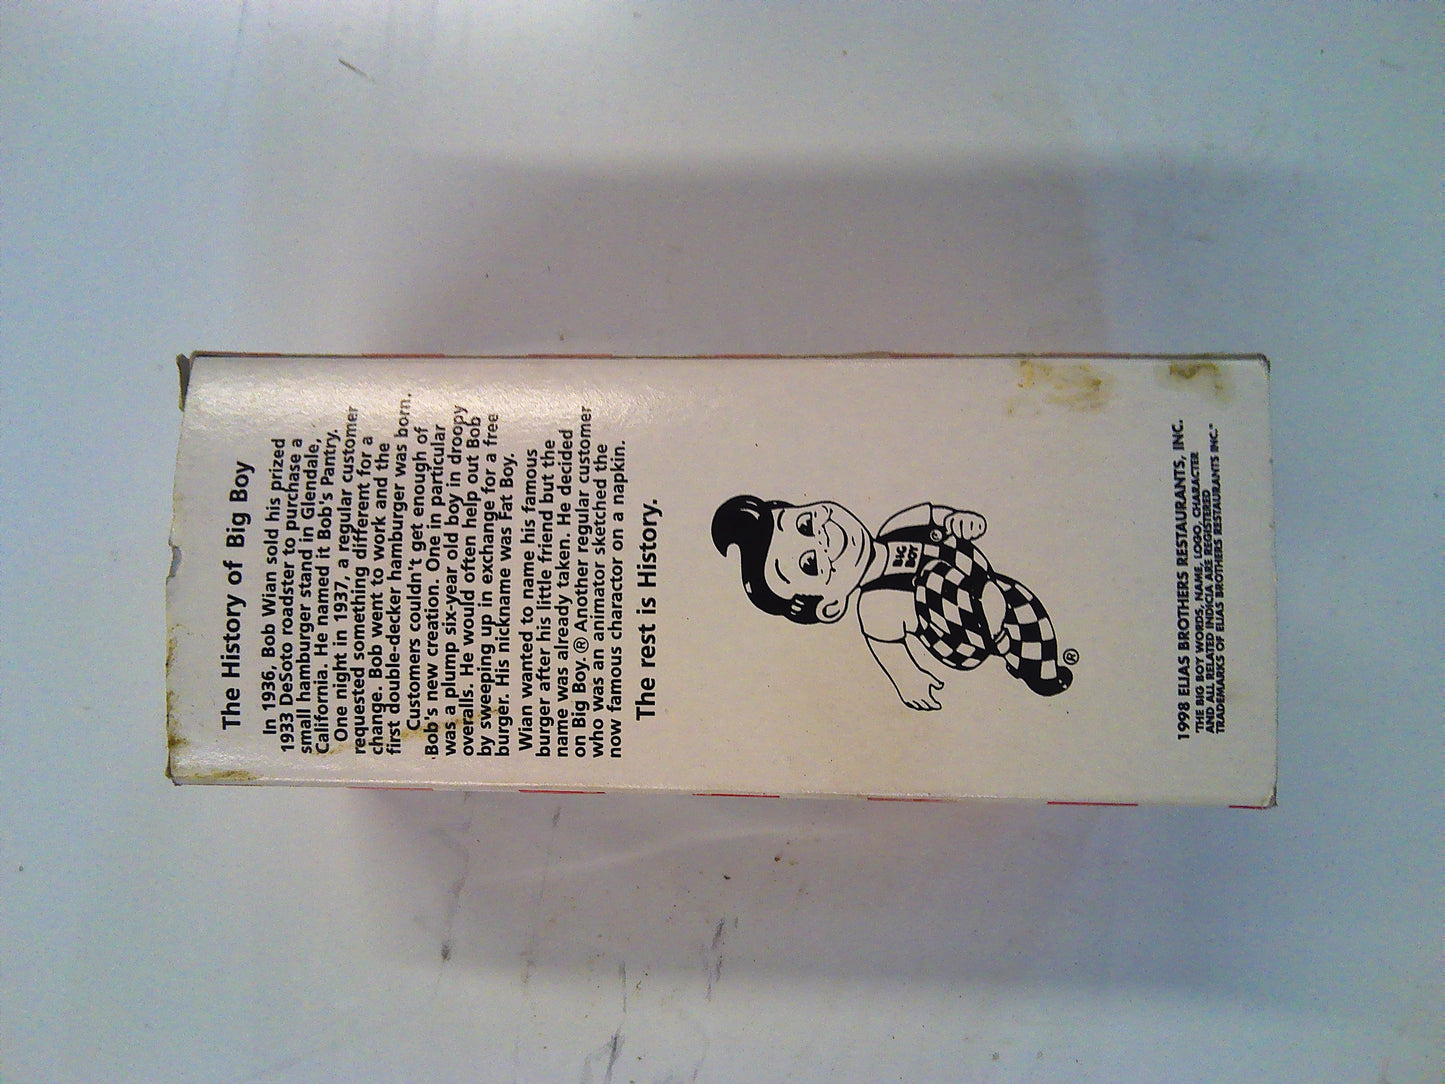 The History of Big Boy
In 1936, Bob Wian sold his prized
1933 DeSoto roadster to purchase a
small hamburger stand in Glendale,
California. He named it Bob's Pantry.
One night in 1937, a regular customer
requested something different for a
change. Bob went to work and the
first double-decker hamburger was born.
Customers couldn't get enough of
Bob's new creation. One in particular
was a plump six-year old boy in droopy
overalls. He would often help out Bob
by sweeping up in exchange for a free
burger. His nickname was Fat Boy.
Wian wanted to name his famous
burger after his little friend but the
name was already taken. He decided
on Big Boy. ® Another regular customer
who was an animator sketched the
now famous charactor on a napkin.
The rest is History.
BIG
BOY
©
®
1998 ELIAS BROTHERS RESTAURANTS, INC.
"THE BIG BOY WORDS, NAME, LOGO, CHARACTER
AND ALL RELATED INDICIA ARE REGISTERED
TRADEMARKS OF ELIAS BROTHERS RESTAURANTS INC."